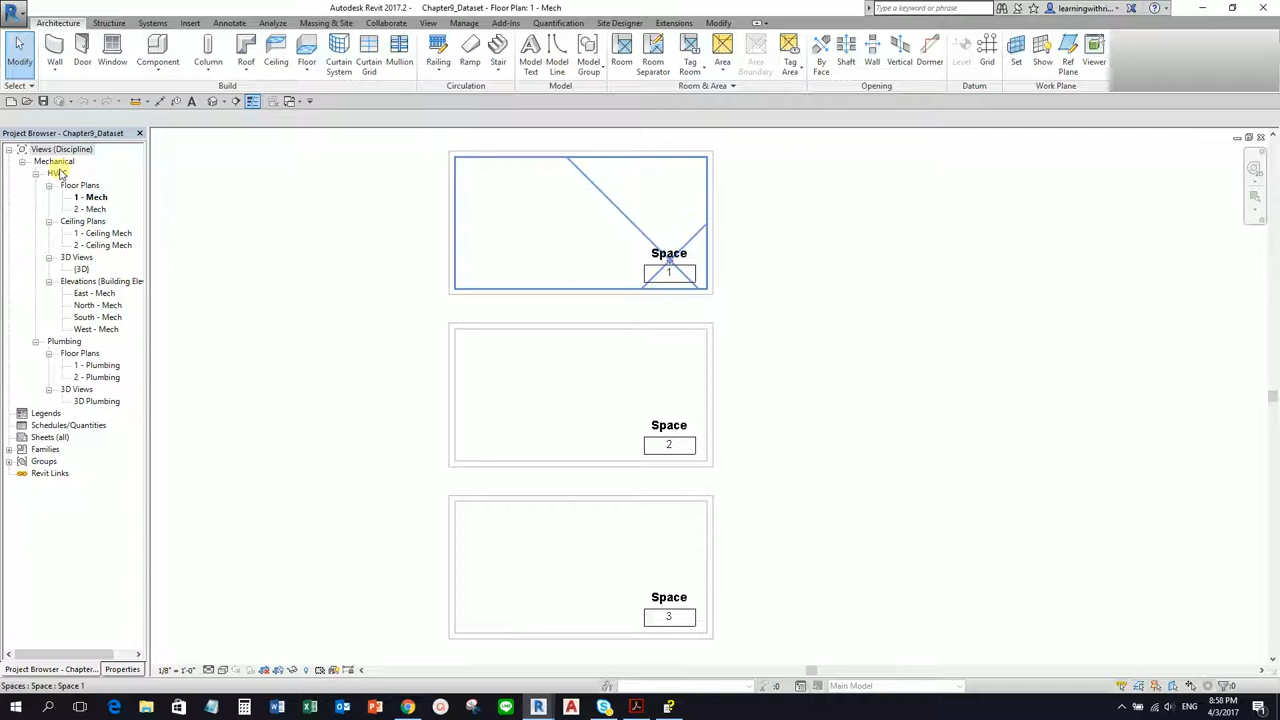 Autodesk Revit 2017.2 - Chapter9_Dataset - Floor Plan: 1 - Mech
Type a keyword or phrase
Architecture Structure Systems Insert Annotate Analyze Massing & Site Collaborate View Manage Add-ins Quantification Site Designer Extensions Modify
Modify Wall Door Window Component Column Roof Ceiling Floor Curtain System Curtain Grid Mullion Railing Ramp Stair Model Text Model Line Model Group Room Room Separator Tag Room Area Area Boundary Tag Area By Face Shaft Wall Vertical Dormer Level Grid Set Show Ref Plane Viewer
Select Build Circulation Model Room & Area Opening Datum Work Plane
Project Browser - Chapter9_Dataset
Views (Discipline)
Mechanical
Floor Plans
1 - Mech
2 - Mech
Ceiling Plans
1 - Ceiling Mech
2 - Ceiling Mech
3D Views
{3D}
Elevations (Building Ele
East - Mech
North - Mech
South - Mech
West - Mech
Plumbing
Floor Plans
1 - Plumbing
2 - Plumbing
3D Views
3D Plumbing
Legends
Schedules/Quantities
Sheets (all)
Families
Groups
Revit Links
Space
1
Space
2
Space
3
Project Browser - Chapter... Properties
1/8" = 1'-0"
Spaces : Space : Space 1
:0
Main Model
:0
8:58 PM
4/3/2017